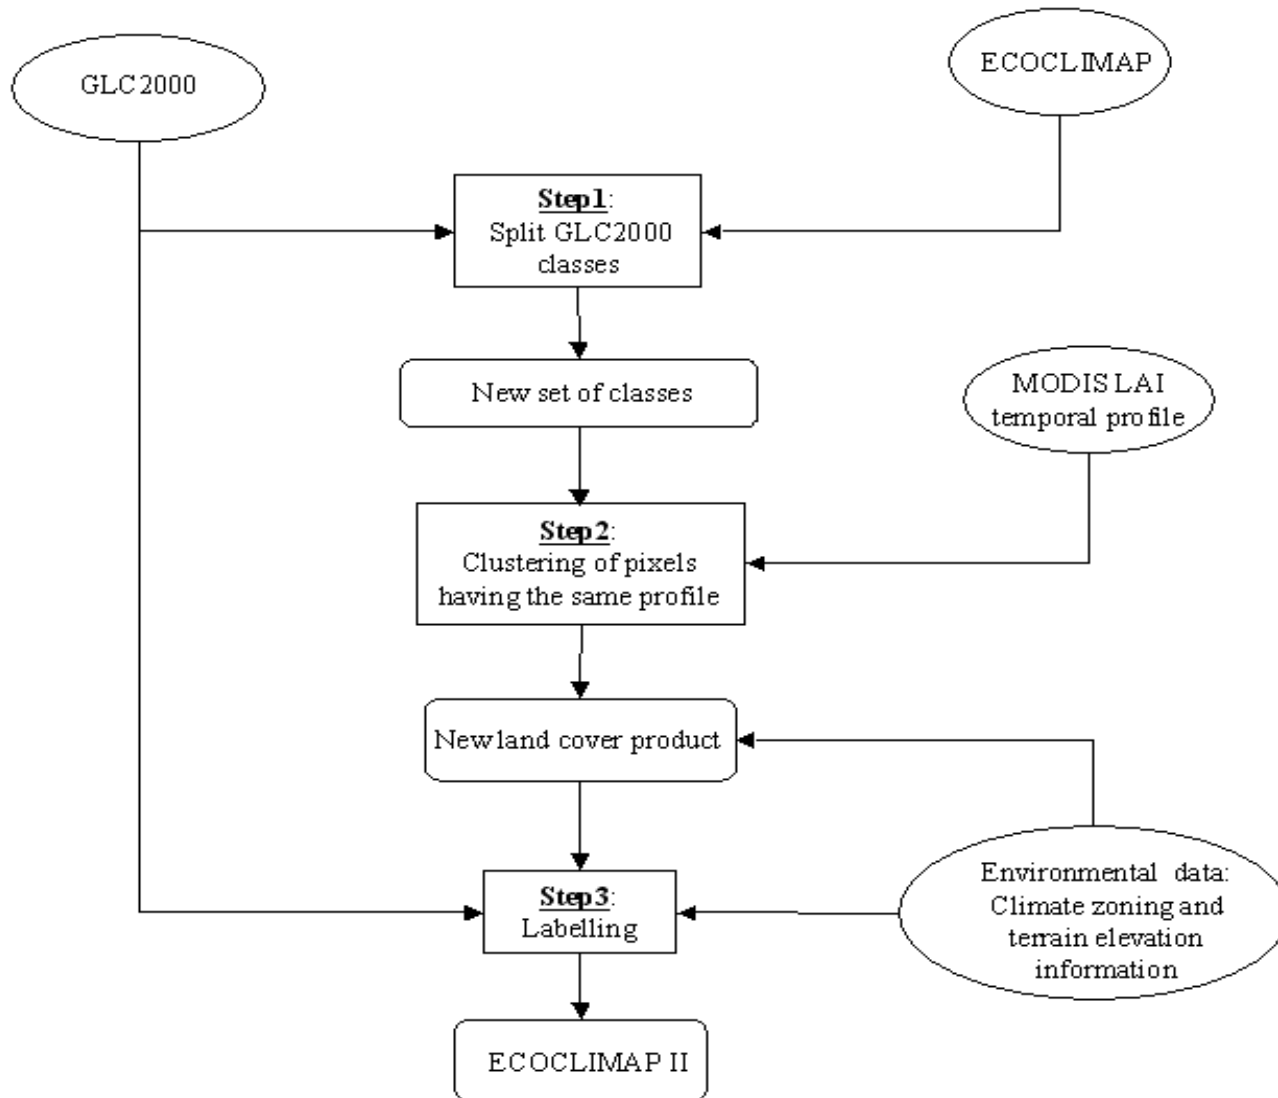 GLC2000
ECOCLIMAP
Step1:
Split GLC2000
classes
New set of classes
MODIS LAI
temporal profile
Step2:
Clustering of pixels
having the same profile
New land cover product
Environmental data:
Climate zoning and
terrain elevation
information
Step3:
Labelling
ECOCLIMAP II